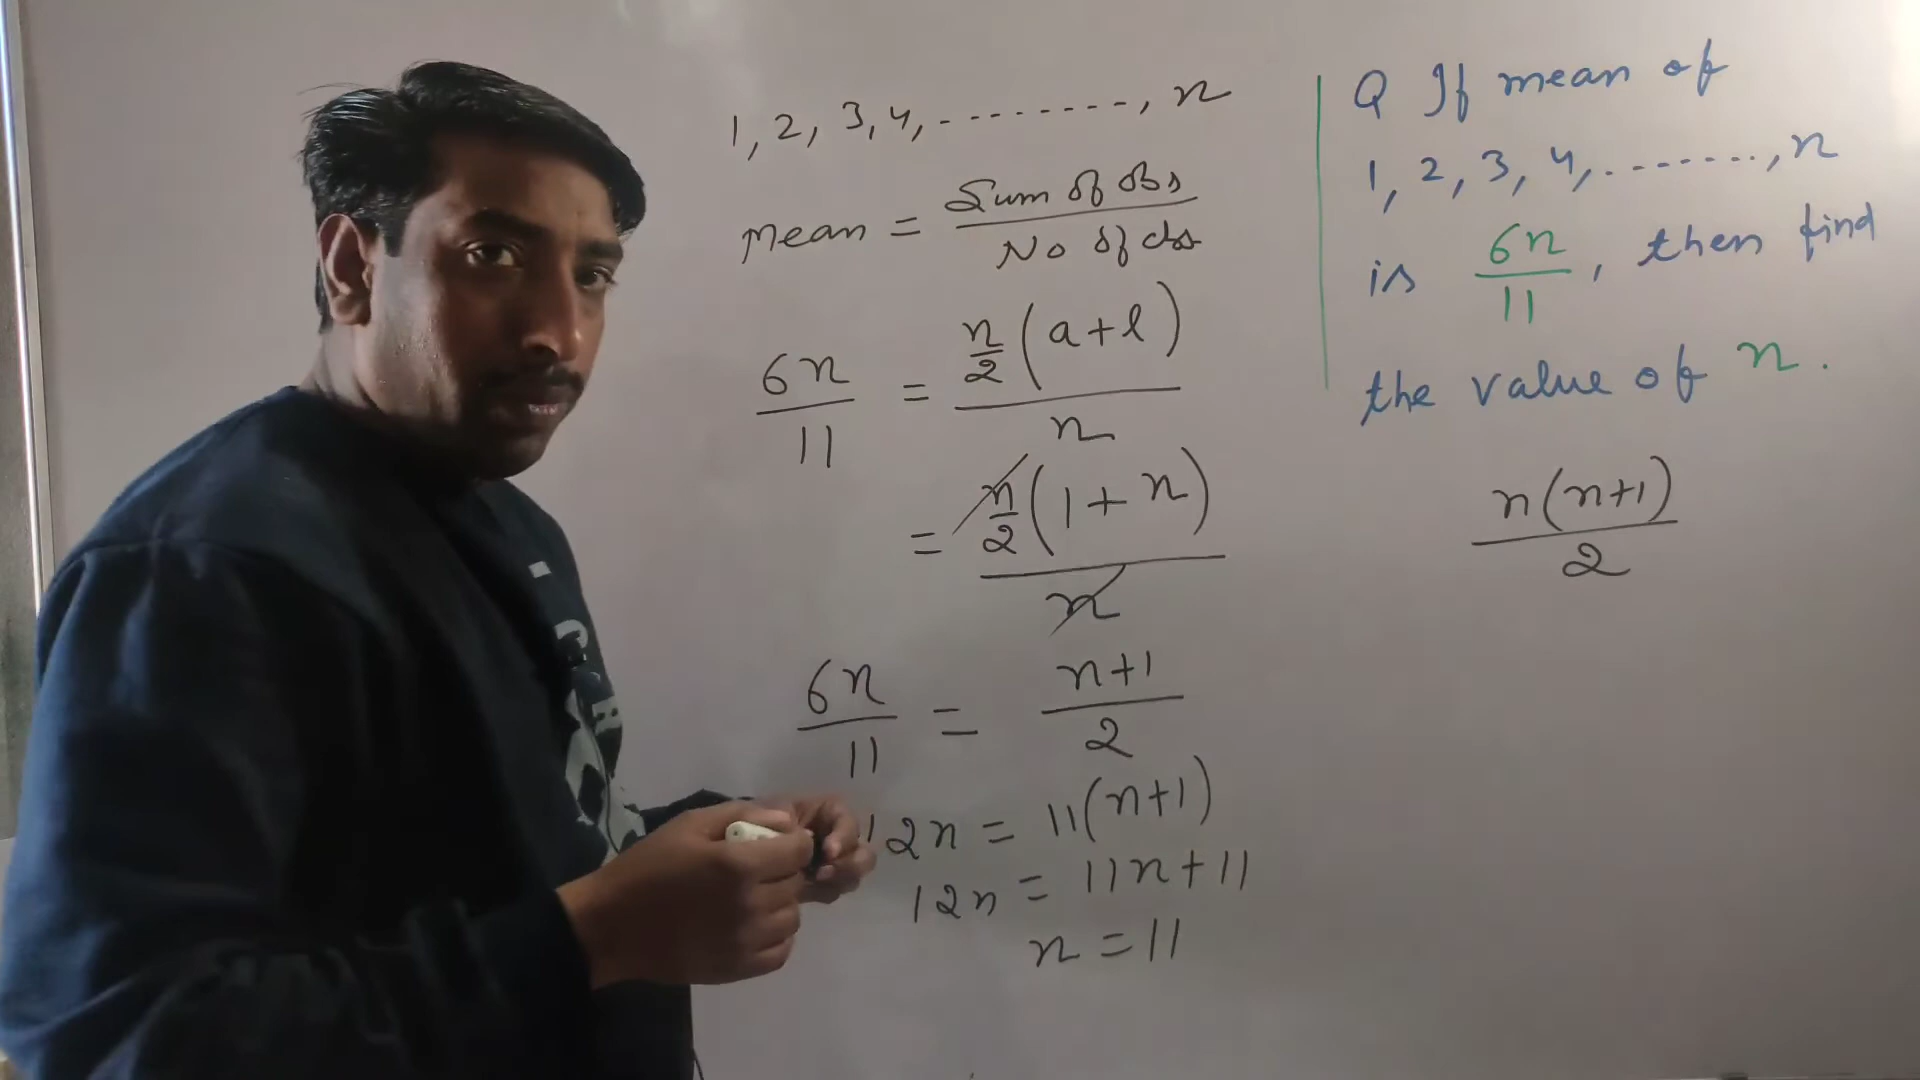 1, 2, 3, 4, - - - - - - - - -, n
mean = Sum of obs / No of obs
6n/11 = n/2 (a+l) / n
= n/2 (1+n) / n
6n/11 = n+1/2
12n = 11(n+1)
12n = 11n+11
n = 11
Q If mean of
1, 2, 3, 4, - - - - - - -, n
is 6n/11, then find
the value of n.
n(n+1)/2